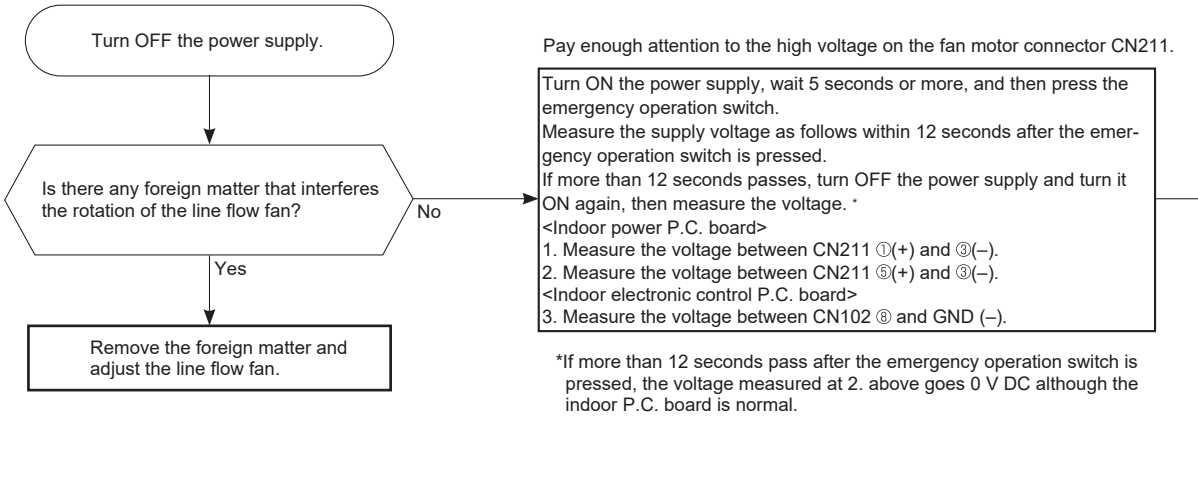 Turn OFF the power supply.
Is there any foreign matter that interferes
the rotation of the line flow fan?
No
Yes
Remove the foreign matter and
adjust the line flow fan.
Pay enough attention to the high voltage on the fan motor connector CN211.
Turn ON the power supply, wait 5 seconds or more, and then press the
emergency operation switch.
Measure the supply voltage as follows within 12 seconds after the emer-
gency operation switch is pressed.
If more than 12 seconds passes, turn OFF the power supply and turn it
ON again, then measure the voltage. *
<Indoor power P.C. board>
1. Measure the voltage between CN211 ①(+) and ③(–).
2. Measure the voltage between CN211 ⑤(+) and ③(–).
<Indoor electronic control P.C. board>
3. Measure the voltage between CN102 ⑧ and GND (–).
*If more than 12 seconds pass after the emergency operation switch is
pressed, the voltage measured at 2. above goes 0 V DC although the
indoor P.C. board is normal.